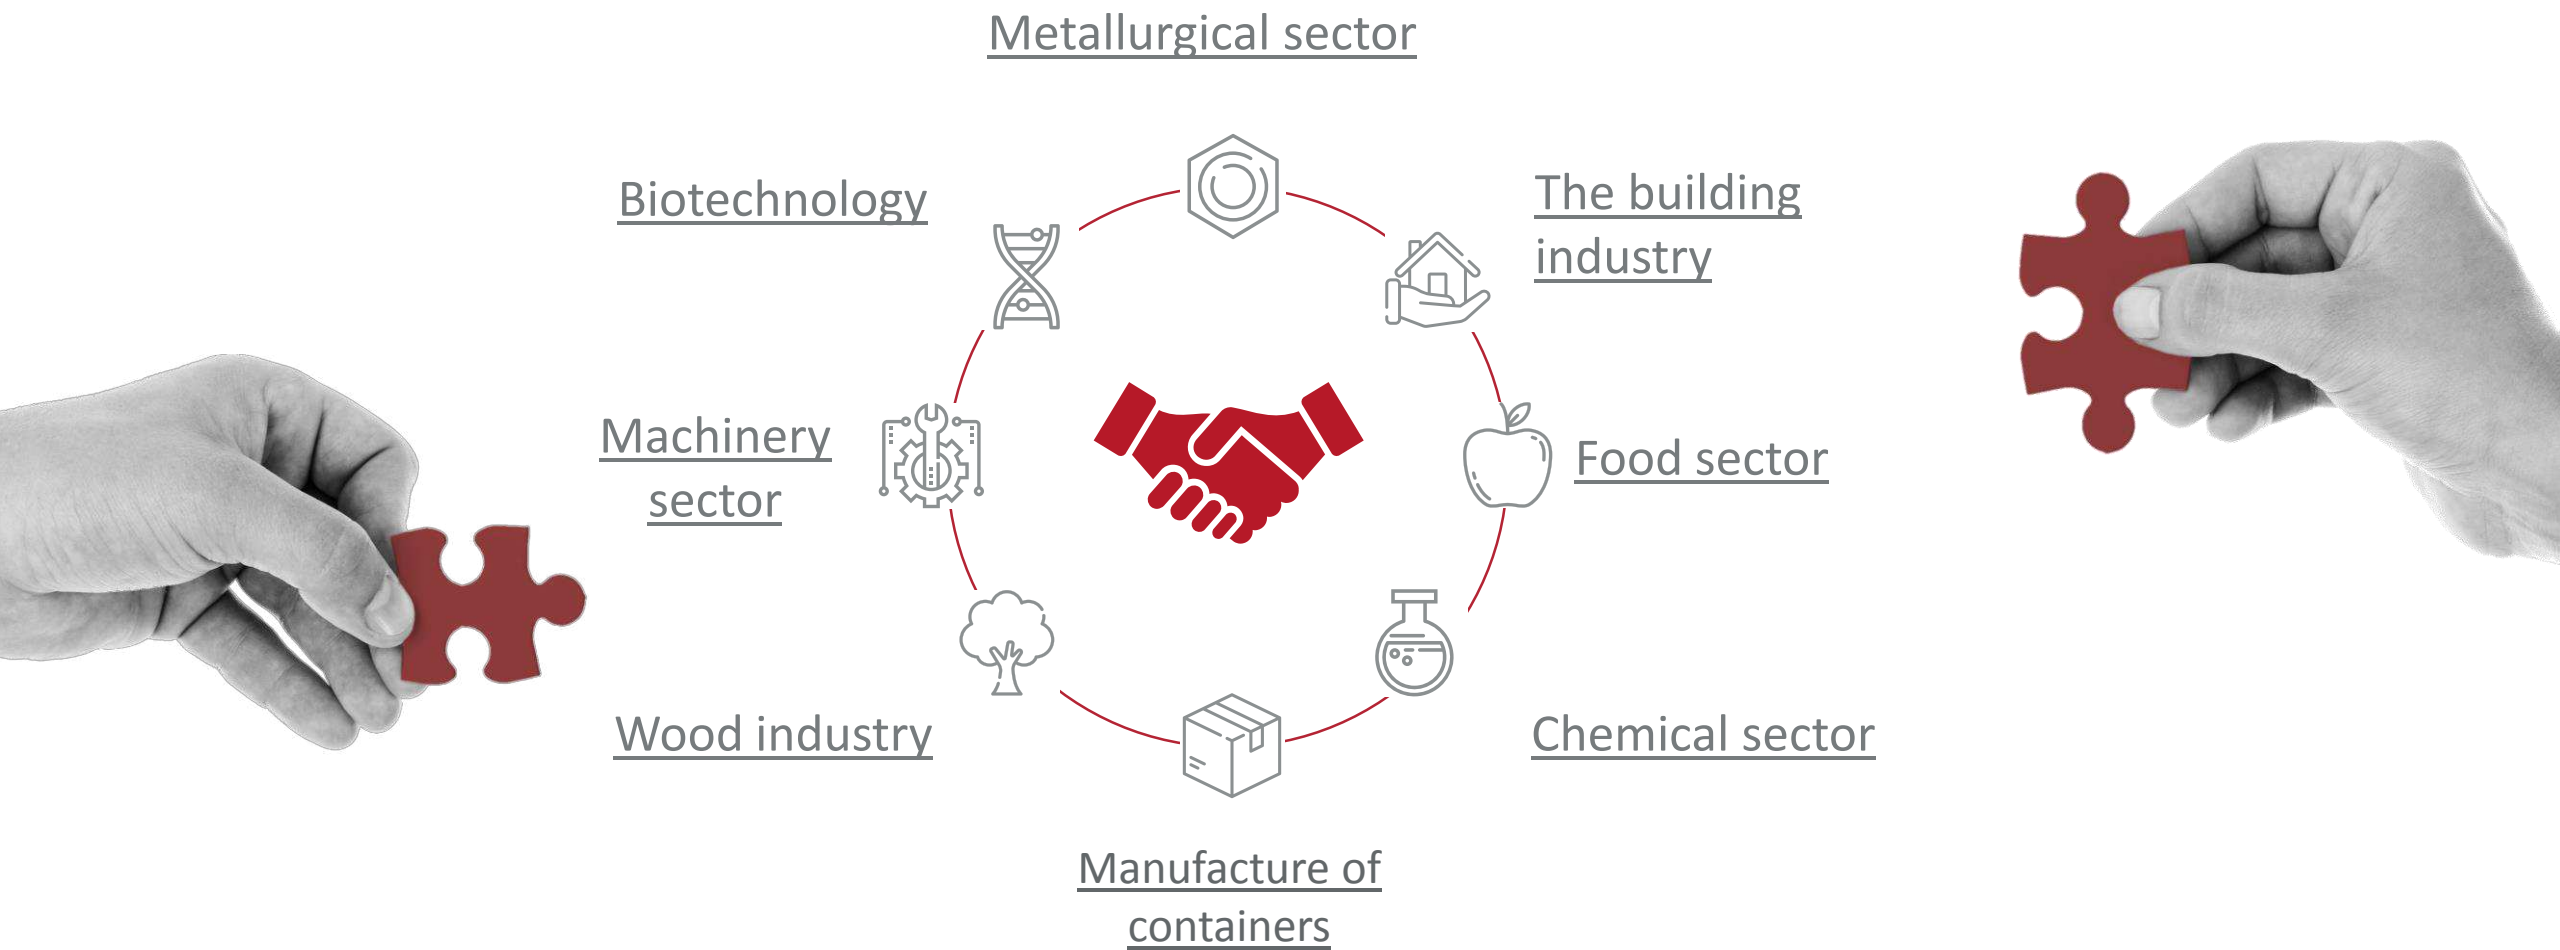 Metallurgical sector
Biotechnology
The building
industry
Machinery
sector
Food sector
Wood industry
Chemical sector
Manufacture of
containers